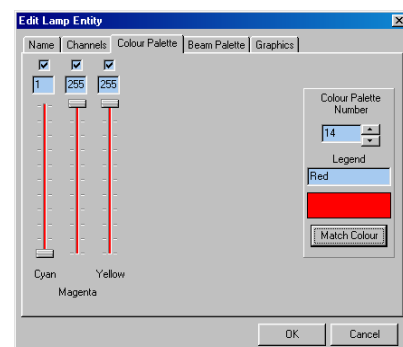 Edit Lamp Entity
Name Channels Colour Palette Beam Palette Graphics
1 255 255
Colour Palette
Number
14
Legend
Red
Match Colour
Cyan Yellow
Magenta
OK Cancel